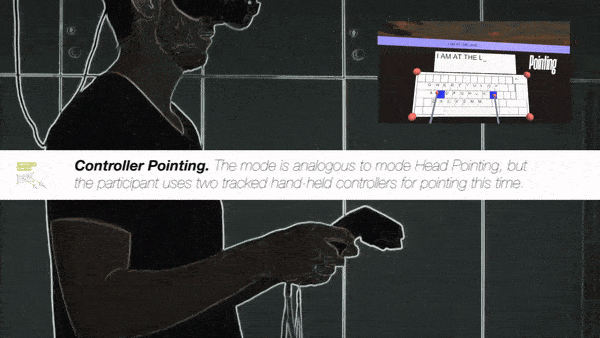 I AM AT THE L_
Pointing
Controller Pointing. The mode is analogous to mode Head Pointing, but
the participant uses two tracked hand-held controllers for pointing this time.